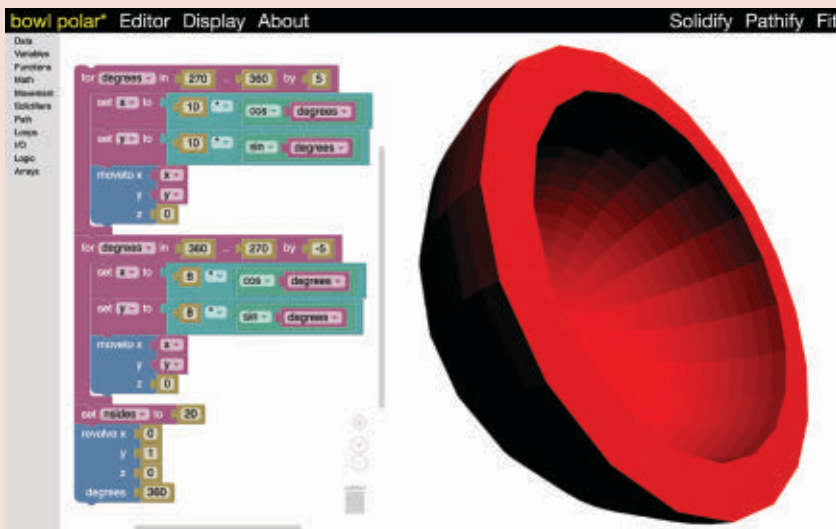 bowl polar* Editor Display About Solidify Pathify Fit
Data
Variables
Functions
Math
Movement
Solidifiers
Path
Loops
I/O
Logic
Arrays
for degrees in 270 .. 360 by 5
set x to 10 * cos degrees
set y to 10 * sin degrees
moveto x x
y y
z 0
for degrees in 360 .. 270 by -5
set x to 8 * cos degrees
set y to 8 * sin degrees
moveto x x
y y
z 0
set nsides to 20
revolve x 0
y 1
z 0
degrees 360